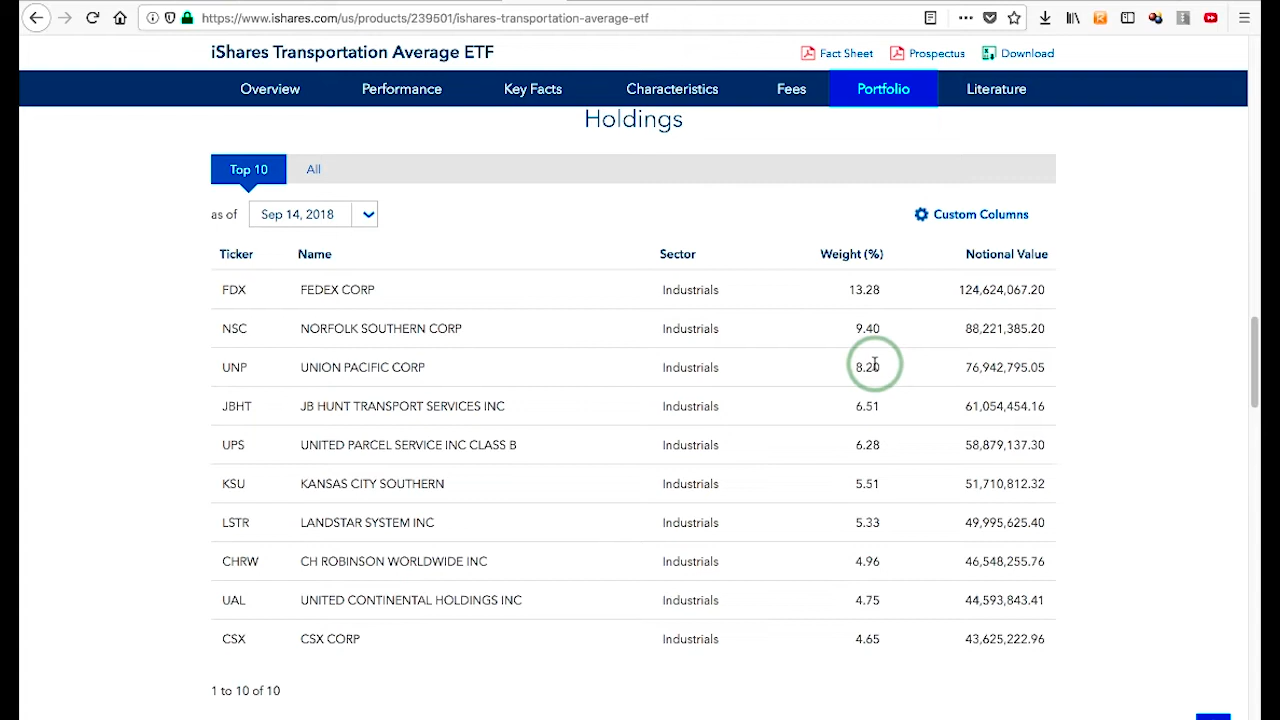 https://www.ishares.com/us/products/239501/ishares-transportation-average-etf
iShares Transportation Average ETF
Fact Sheet Prospectus Download
Overview Performance Key Facts Characteristics Fees Portfolio Literature
Holdings
Top 10 All
as of Sep 14, 2018 Custom Columns
Ticker Name Sector Weight (%) Notional Value
FDX FEDEX CORP Industrials 13.28 124,624,067.20
NSC NORFOLK SOUTHERN CORP Industrials 9.40 88,221,385.20
UNP UNION PACIFIC CORP Industrials 8.20 76,942,795.05
JBHT JB HUNT TRANSPORT SERVICES INC Industrials 6.51 61,054,454.16
UPS UNITED PARCEL SERVICE INC CLASS B Industrials 6.28 58,879,137.30
KSU KANSAS CITY SOUTHERN Industrials 5.51 51,710,812.32
LSTR LANDSTAR SYSTEM INC Industrials 5.33 49,995,625.40
CHRW CH ROBINSON WORLDWIDE INC Industrials 4.96 46,548,255.76
UAL UNITED CONTINENTAL HOLDINGS INC Industrials 4.75 44,593,843.41
CSX CSX CORP Industrials 4.65 43,625,222.96
1 to 10 of 10